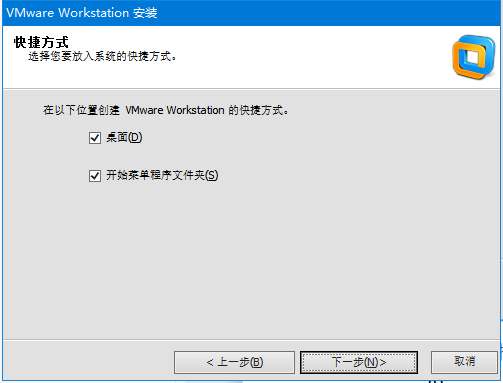 VMware Workstation 安装
快捷方式
选择您要放入系统的快捷方式。
在以下位置创建 VMware Workstation 的快捷方式。
桌面(D)
开始菜单程序文件夹(S)
< 上一步(B)
下一步(N)>
取消